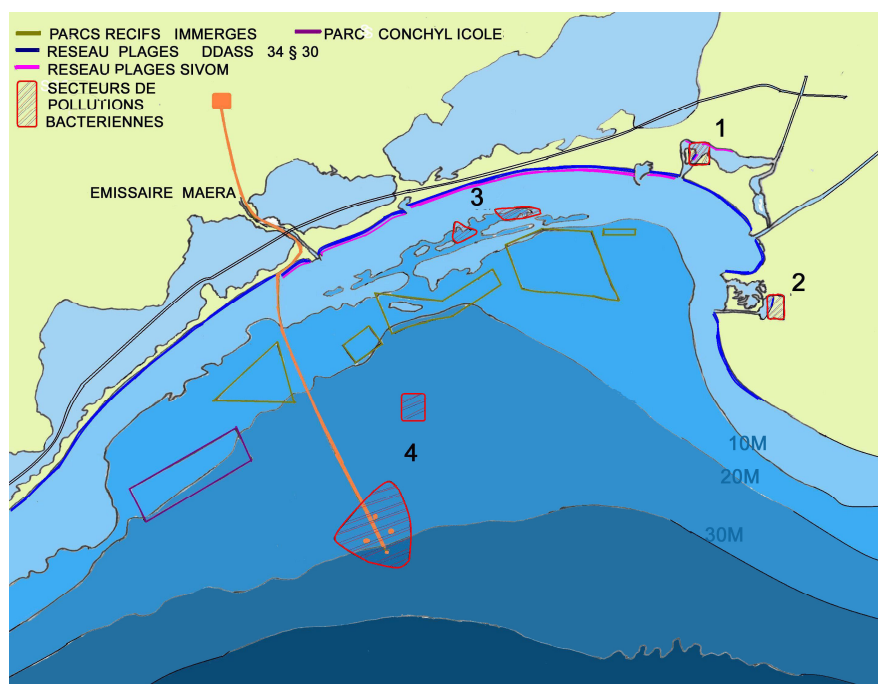 PARCS RECIFS IMMERGES
PARC CONCHYL ICOLE
RESEAU PLAGES DDASS 34 § 30
RESEAU PLAGES SIVOM
SECTEURS DE
POLLUTIONS
BACTERIENNES
1
EMISSAIRE MAERA
3
2
4
10M
20M
30M